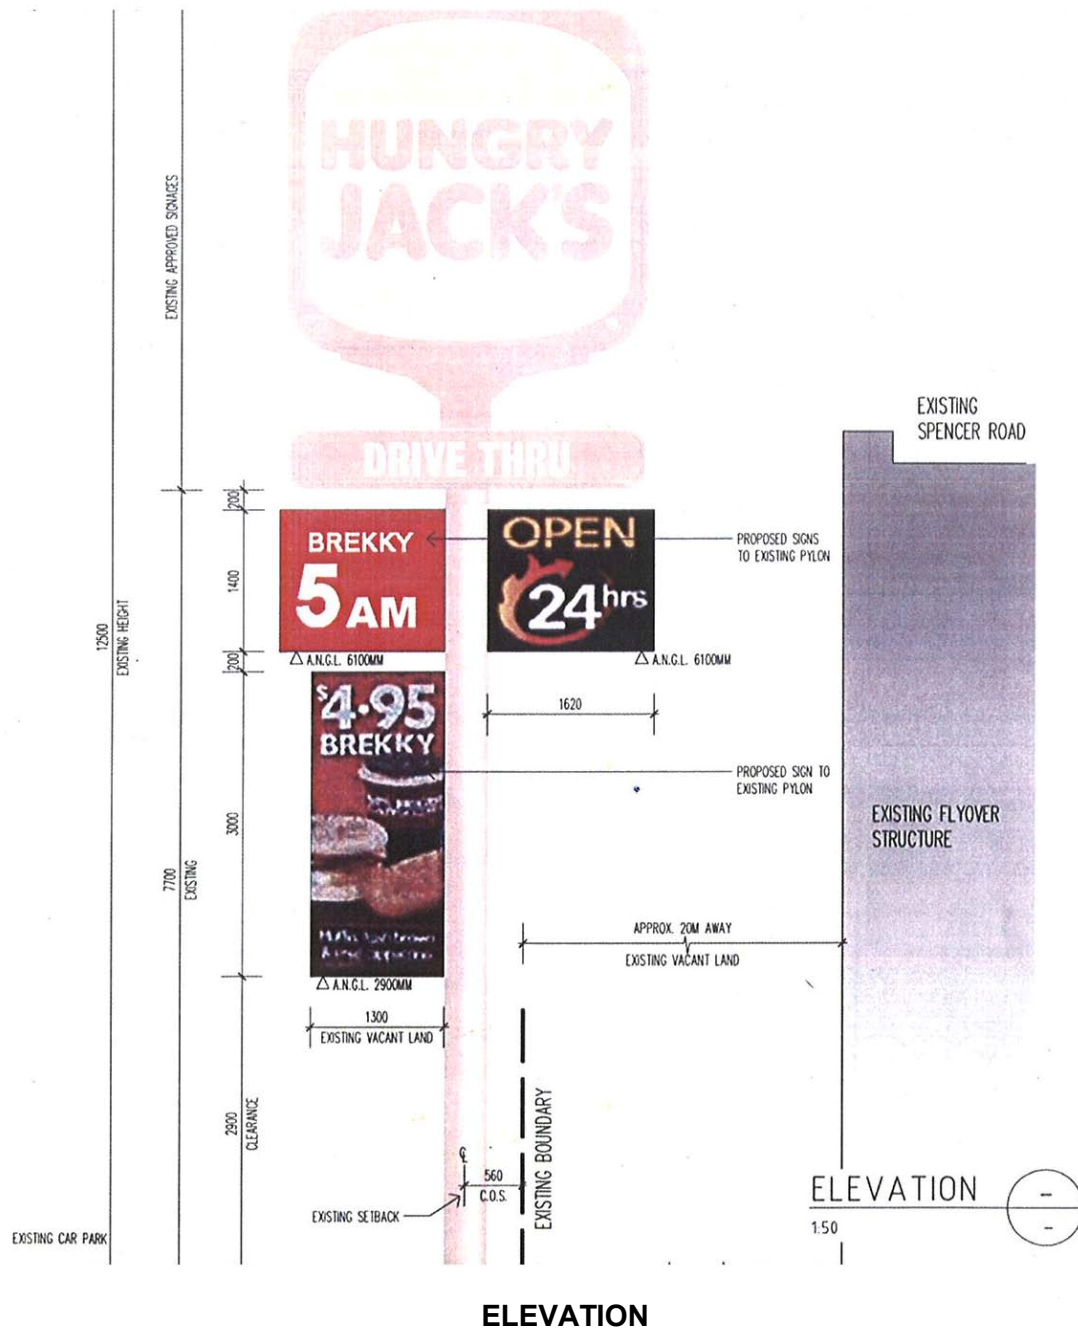 HUNGRY
JACK'S
DRIVE THRU
EXISTING APPROVED SIGNAGES
12500
EXISTING HEIGHT
7700
EXISTING
200
1400
200
3000
2900
CLEARANCE
BREKKY
5 AM
OPEN
24hrs
PROPOSED SIGNS
TO EXISTING PYLON
A.N.G.L. 6100MM
A.N.G.L. 6100MM
1620
$4.95
BREKKY
PROPOSED SIGN TO
EXISTING PYLON
A.N.G.L. 2900MM
1300
EXISTING VACANT LAND
APPROX. 20M AWAY
EXISTING VACANT LAND
EXISTING
SPENCER ROAD
EXISTING FLYOVER
STRUCTURE
EXISTING BOUNDARY
560
C.O.S.
EXISTING SETBACK
EXISTING CAR PARK
ELEVATION
1:50
ELEVATION